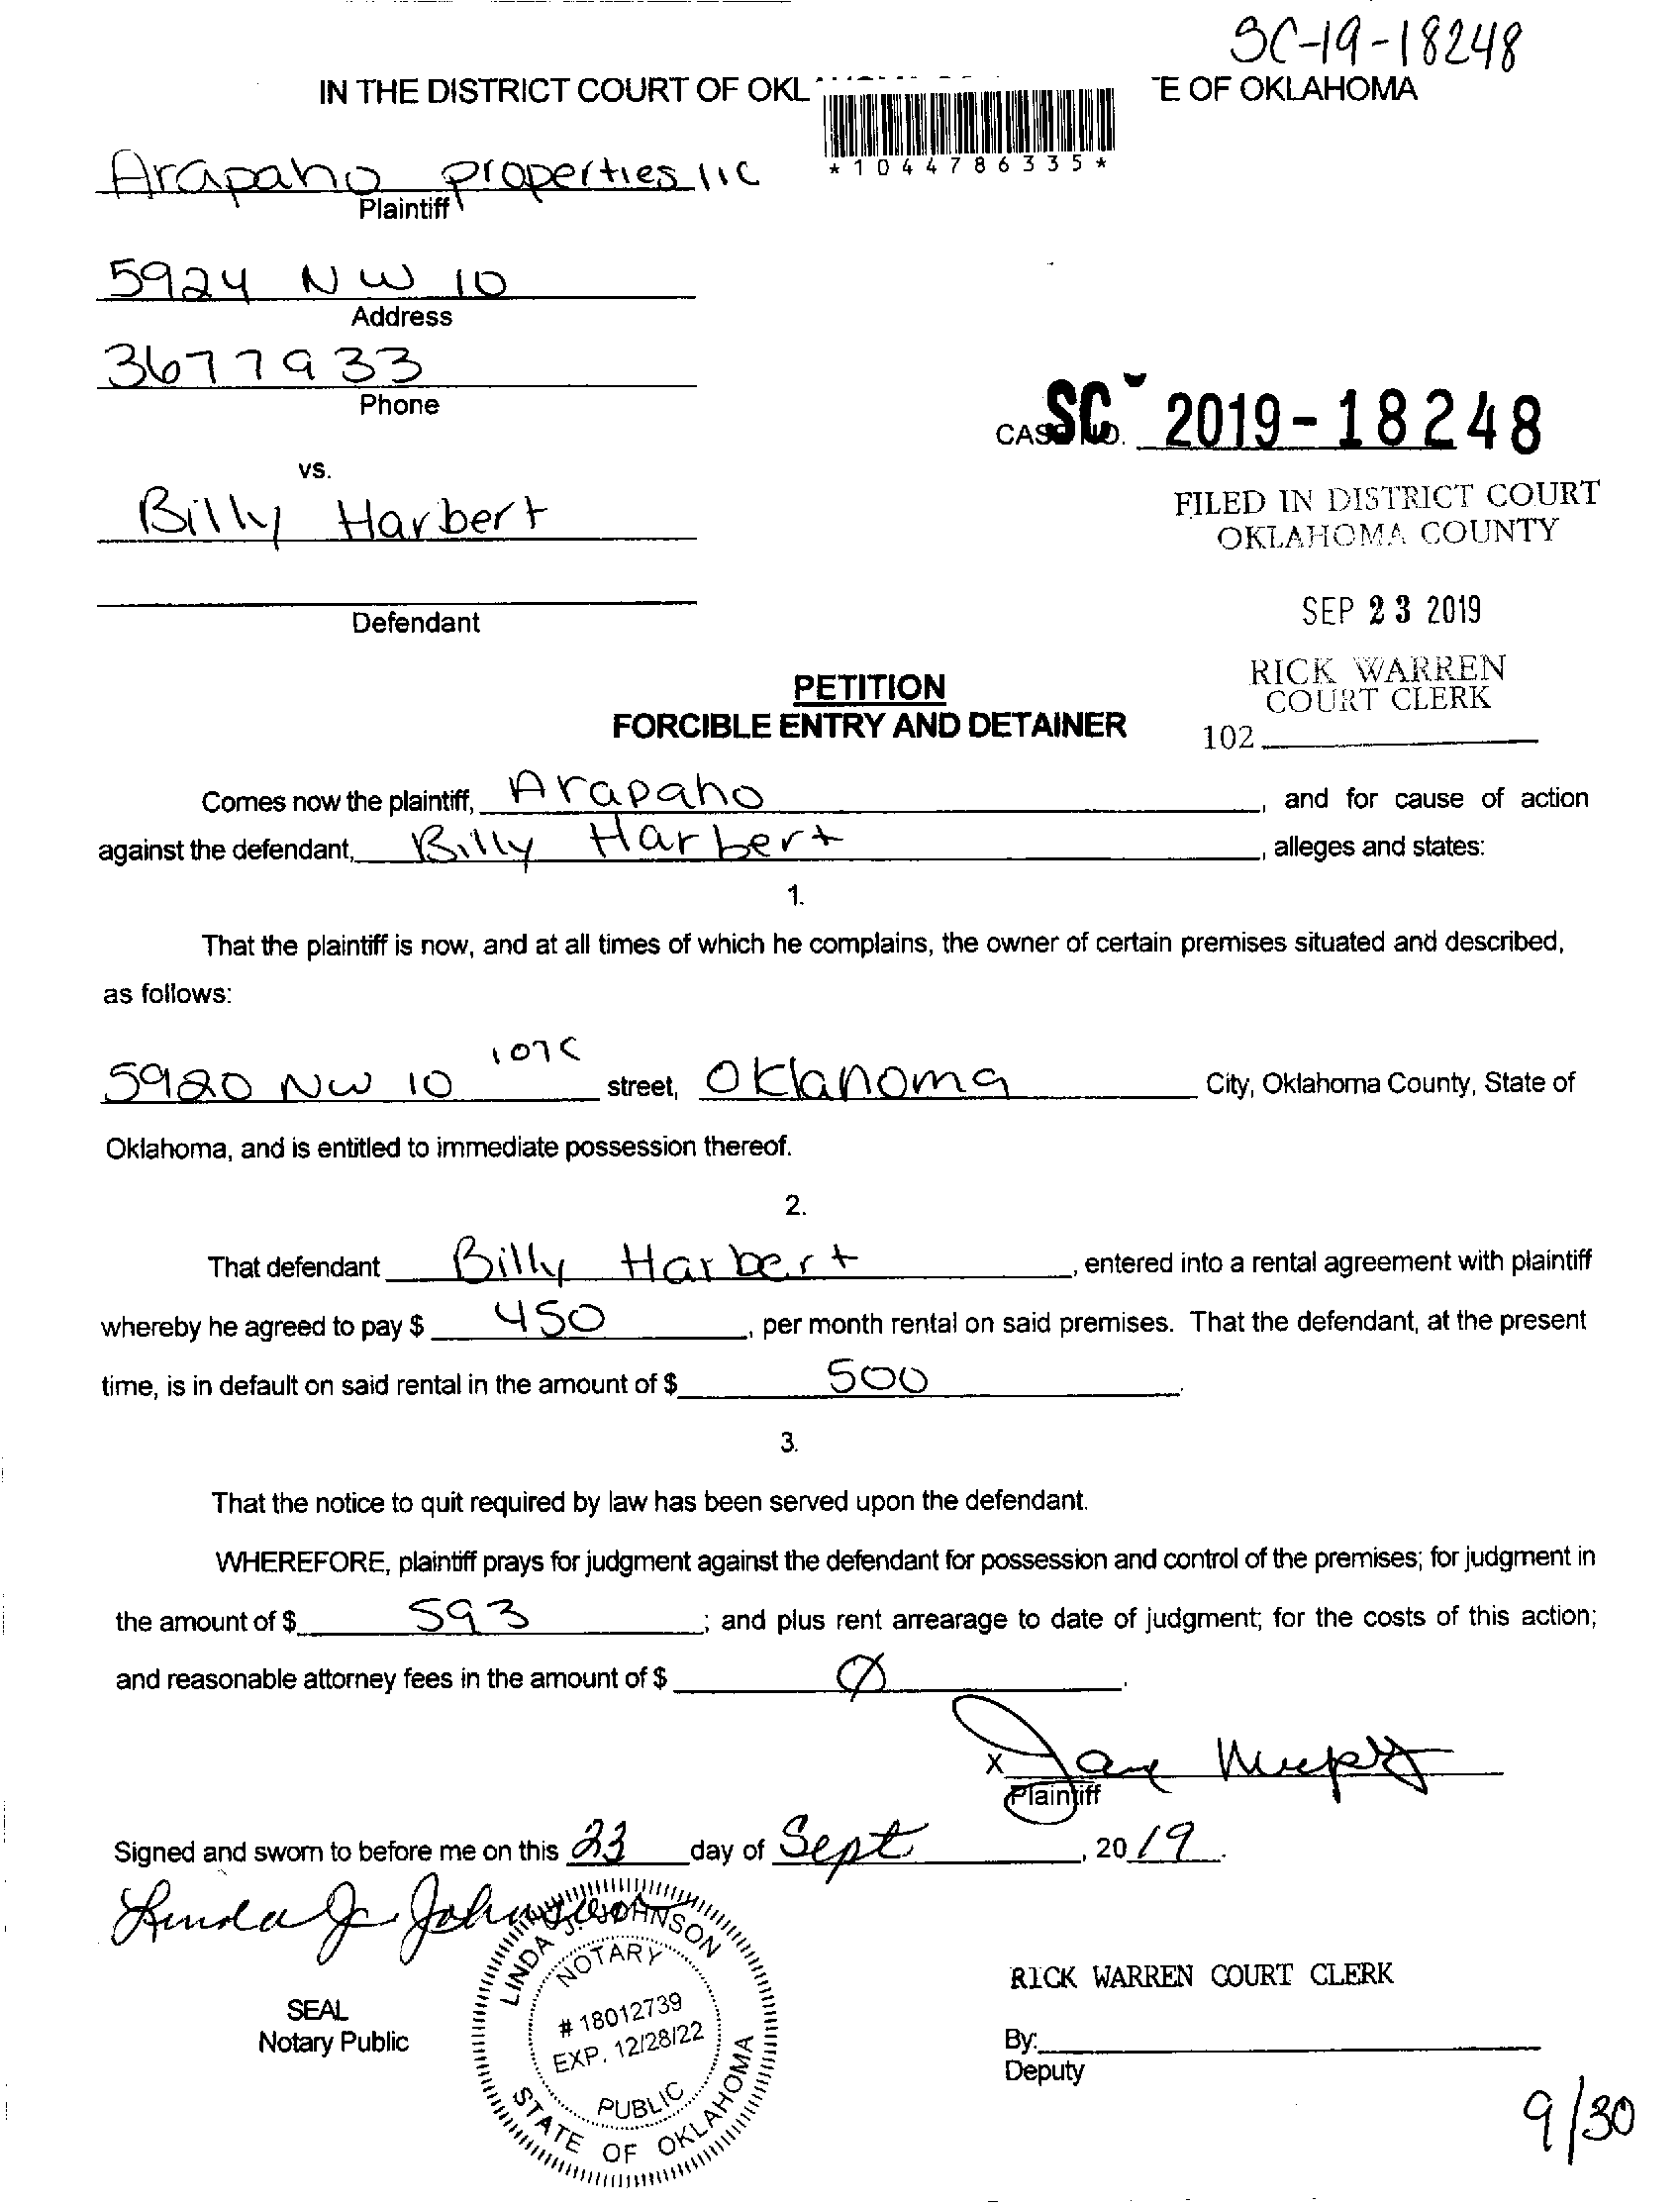 SC-19-18248
IN THE DISTRICT COURT OF OKL E OF OKLAHOMA
*1044786335*
Arapaho properties llc
Plaintiff
5924 NW 10
Address
3677933
Phone
CASE NO. SC 2019-18248
vs.
Billy Harbert
FILED IN DISTRICT COURT
OKLAHOMA COUNTY
Defendant
SEP 23 2019
RICK WARREN
COURT CLERK
102
PETITION
FORCIBLE ENTRY AND DETAINER
Comes now the plaintiff, Arapaho, and for cause of action
against the defendant, Billy Harbert, alleges and states:
1.
That the plaintiff is now, and at all times of which he complains, the owner of certain premises situated and described,
as follows:
107C
5920 NW 10 street, Oklahoma City, Oklahoma County, State of
Oklahoma, and is entitled to immediate possession thereof.
2.
That defendant Billy Harbert, entered into a rental agreement with plaintiff
whereby he agreed to pay $ 450, per month rental on said premises. That the defendant, at the present
time, is in default on said rental in the amount of $ 500.
3.
That the notice to quit required by law has been served upon the defendant.
WHEREFORE, plaintiff prays for judgment against the defendant for possession and control of the premises; for judgment in
the amount of $ 593; and plus rent arrearage to date of judgment; for the costs of this action;
and reasonable attorney fees in the amount of $ Ø.
X
Plaintiff
Signed and sworn to before me on this 23 day of Sept, 2019.
Linda J. Johnson
LINDA J. JOHNSON
NOTARY
# 18012739
EXP. 12/28/22
PUBLIC
STATE OF OKLAHOMA
SEAL
Notary Public
RICK WARREN COURT CLERK
By:
Deputy
9/30